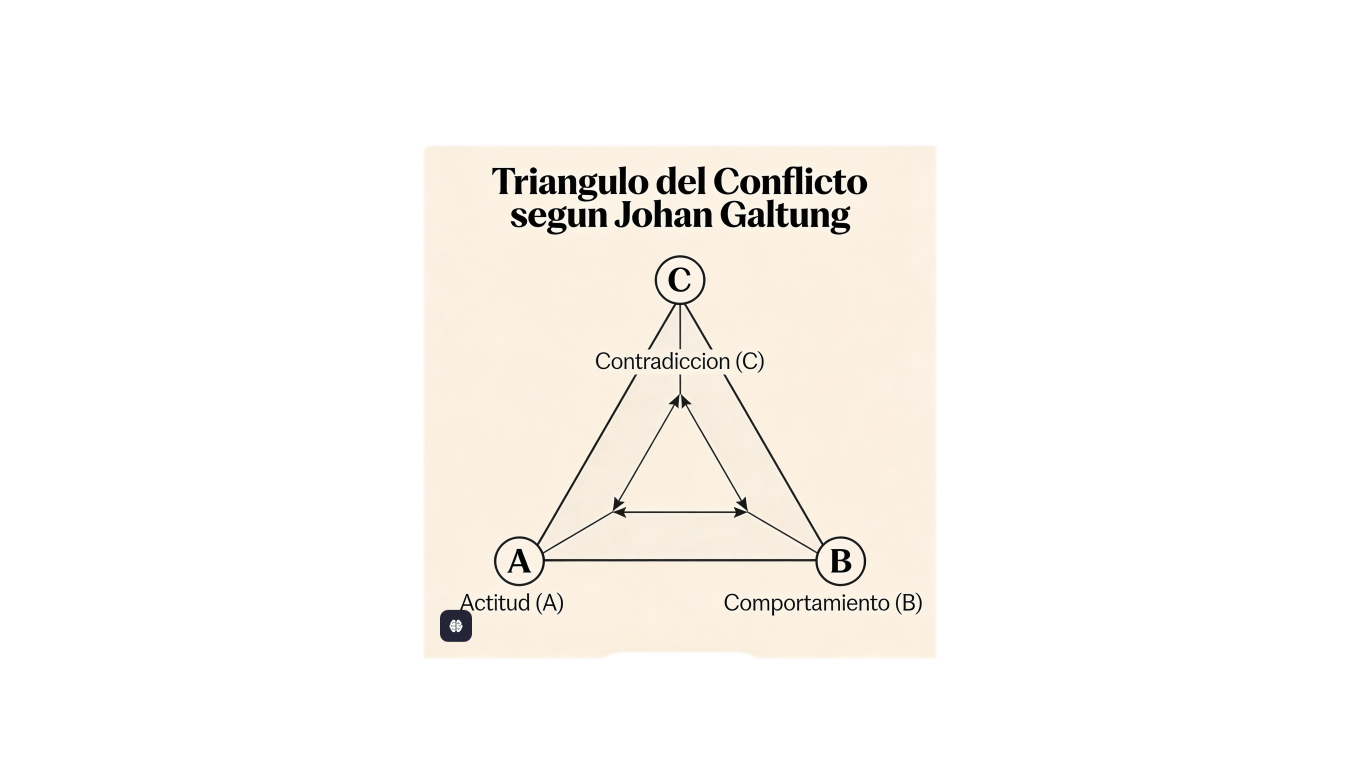 Triangulo del Conflicto
segun Johan Galtung
C
Contradiccion (C)
A
B
Actitud (A)
Comportamiento (B)